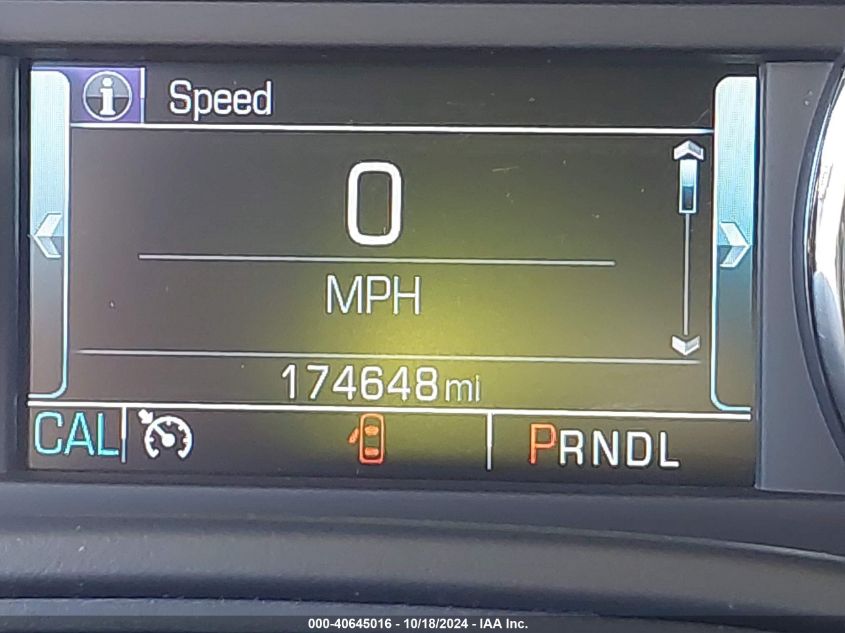 i Speed
0
MPH
174648 mi
CAL PRNDL
000-40645016 - 10/18/2024 - IAA Inc.